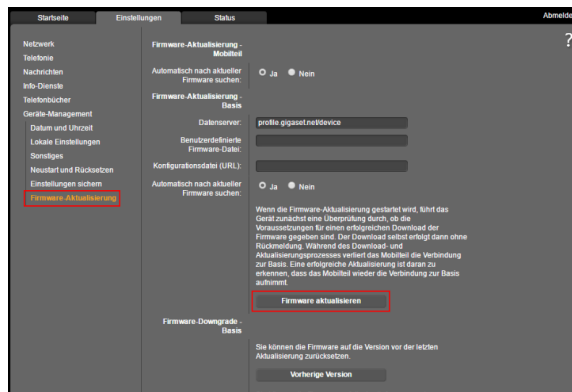 Startseite
Einstellungen
Status
Abmelde
?
Netzwerk
Telefonie
Nachrichten
Info-Dienste
Telefonbücher
Geräte-Management
Datum und Uhrzeit
Lokale Einstellungen
Sonstiges
Neustart und Rücksetzen
Einstellungen sichern
Firmware-Aktualisierung
Firmware-Aktualisierung -
Mobilteil
Automatisch nach aktueller
Firmware suchen:
Ja
Nein
Firmware-Aktualisierung -
Basis
Datenserver:
profile.gigaset.net/device
Benutzerdefinierte
Firmware-Datei:
Konfigurationsdatei (URL):
Automatisch nach aktueller
Firmware suchen:
Ja
Nein
Wenn die Firmware-Aktualisierung gestartet wird, führt das
Gerät zunächst eine Überprüfung durch, ob die
Voraussetzungen für einen erfolgreichen Download der
Firmware gegeben sind. Der Download selbst erfolgt dann ohne
Rückmeldung. Während des Download- und
Aktualisierungsprozesses verliert das Mobilteil die Verbindung
zur Basis. Eine erfolgreiche Aktualisierung ist daran zu
erkennen, dass das Mobilteil wieder die Verbindung zur Basis
aufnimmt.
Firmware aktualisieren
Firmware-Downgrade -
Basis
Sie können die Firmware auf die Version vor der letzten
Aktualisierung zurücksetzen.
Vorherige Version